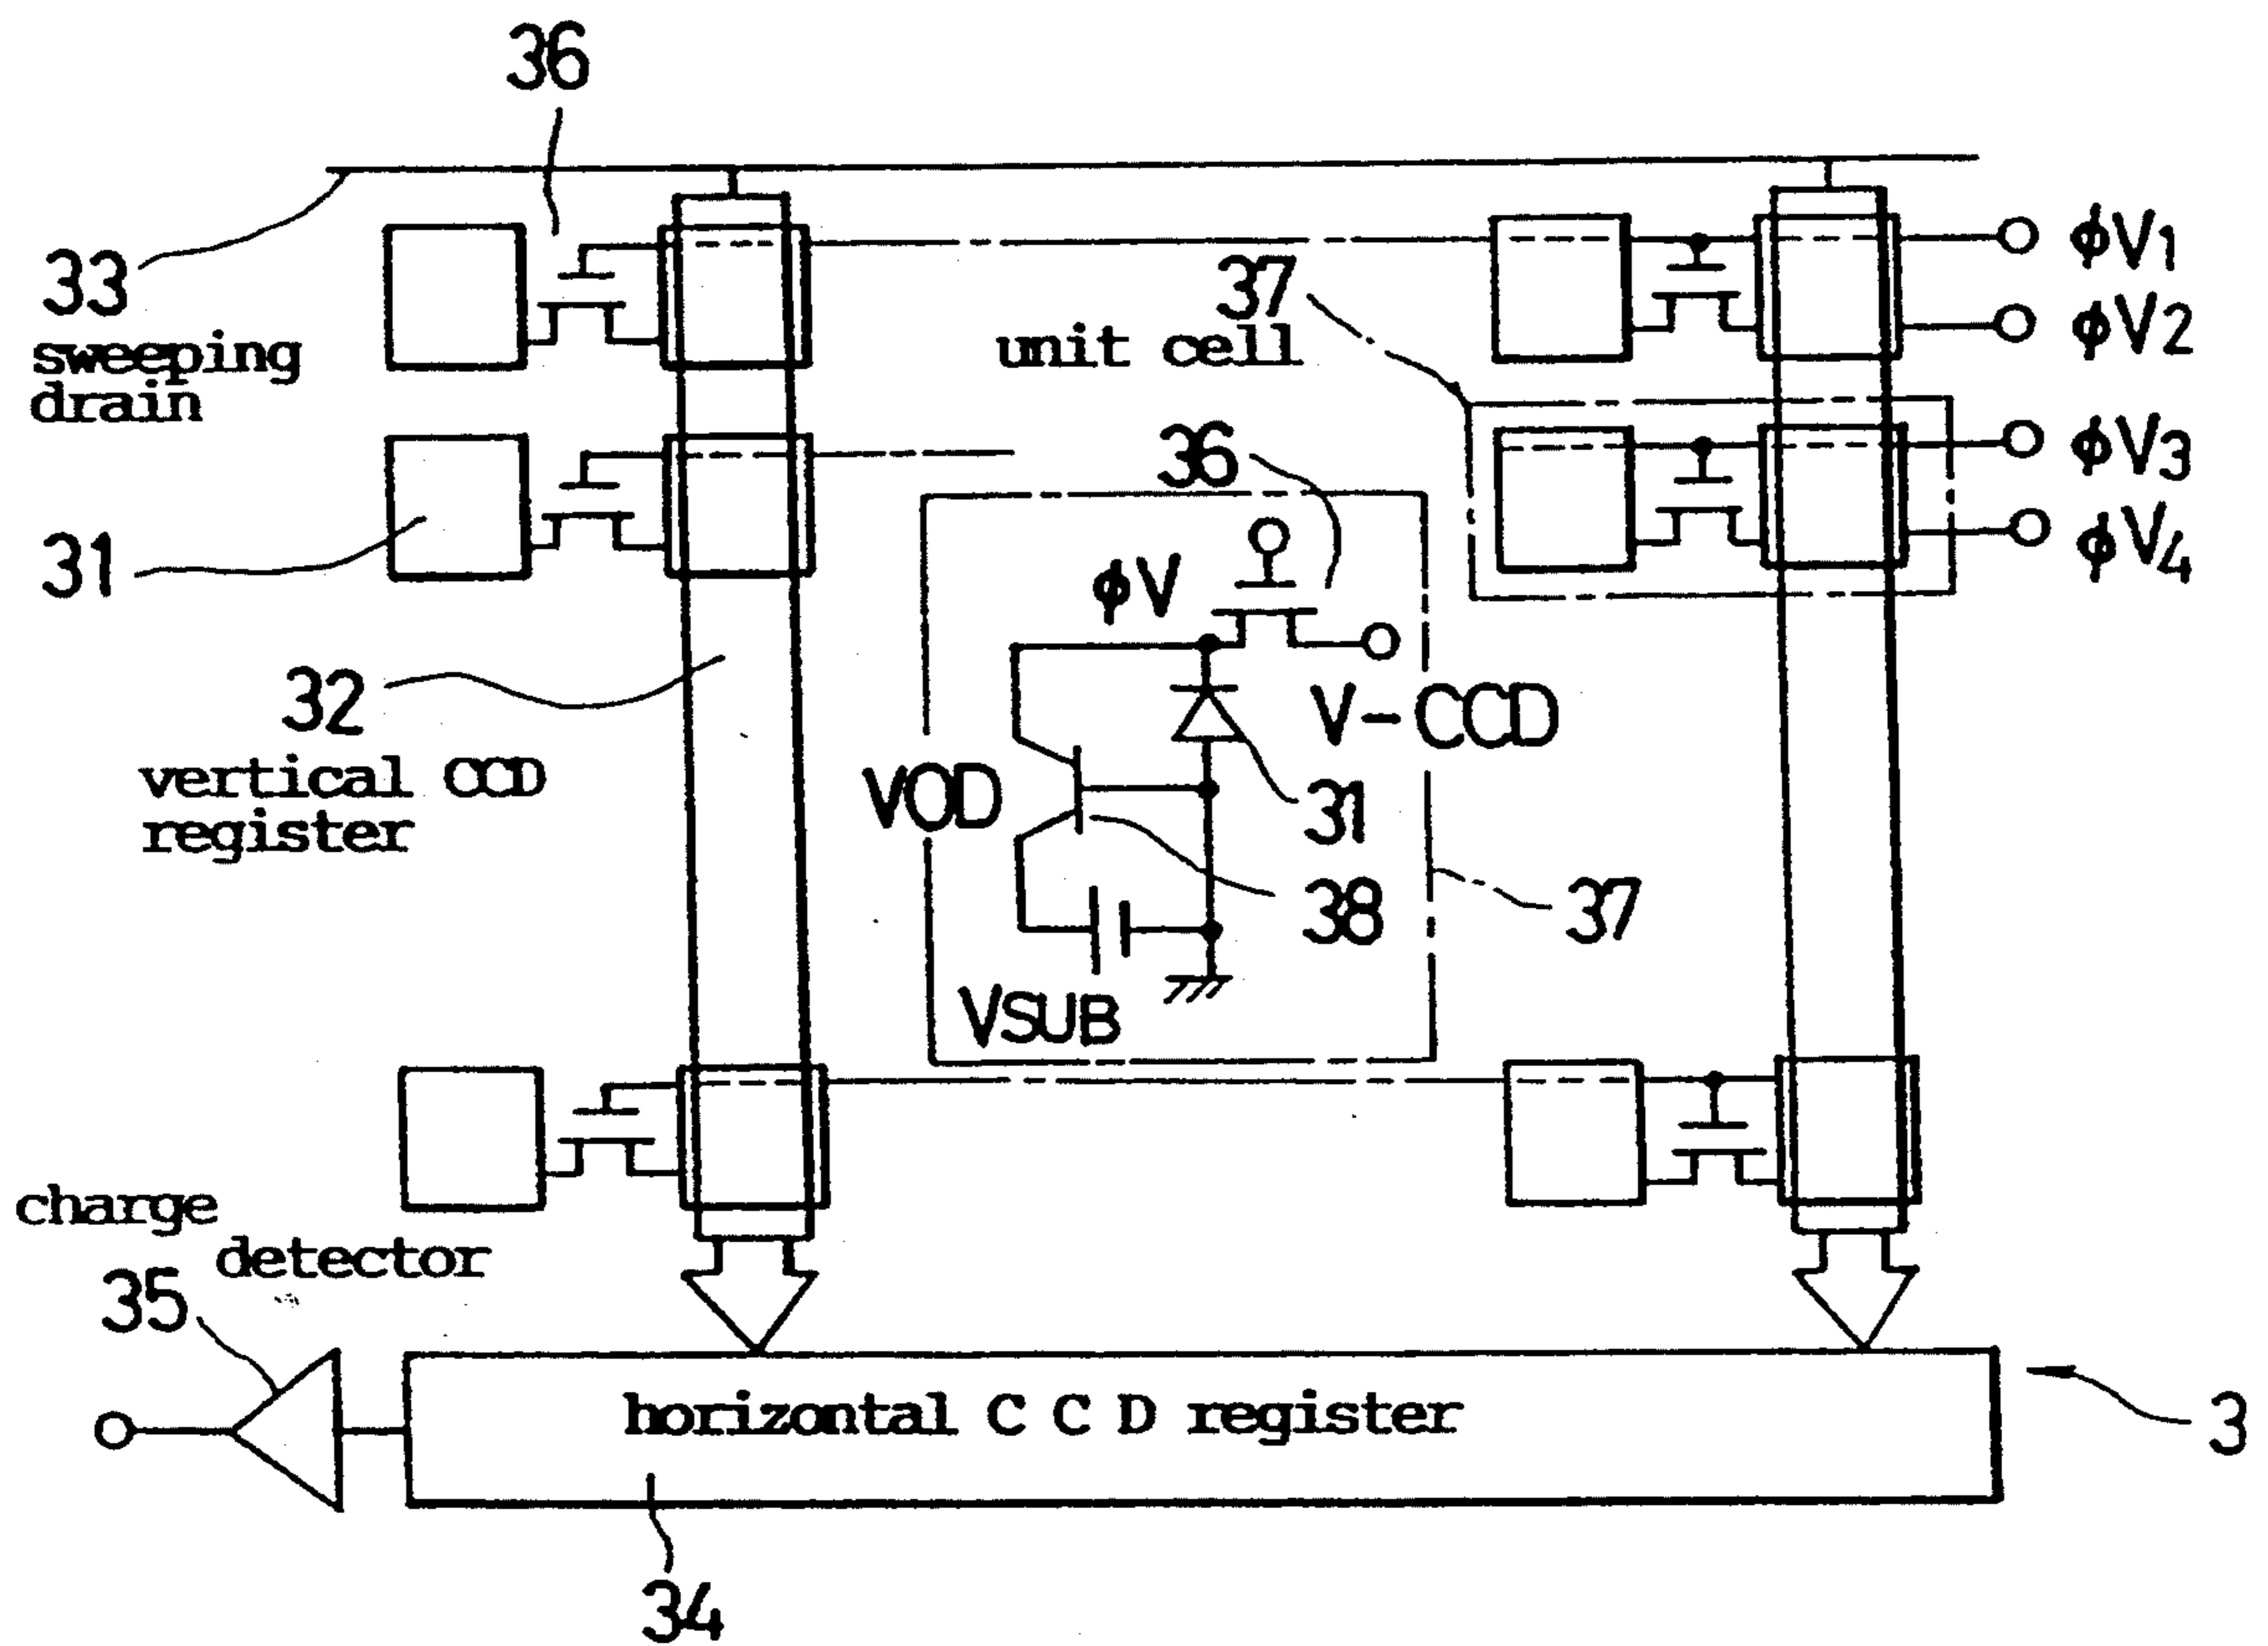 36
33
sweeping
drain
37
unit cell
φV1
φV2
φV3
φV4
36
31
φV
32
vertical CCD
register
V-CCD
VOD
31
38
37
VSUB
charge
detector
35
horizontal C C D register
3
34